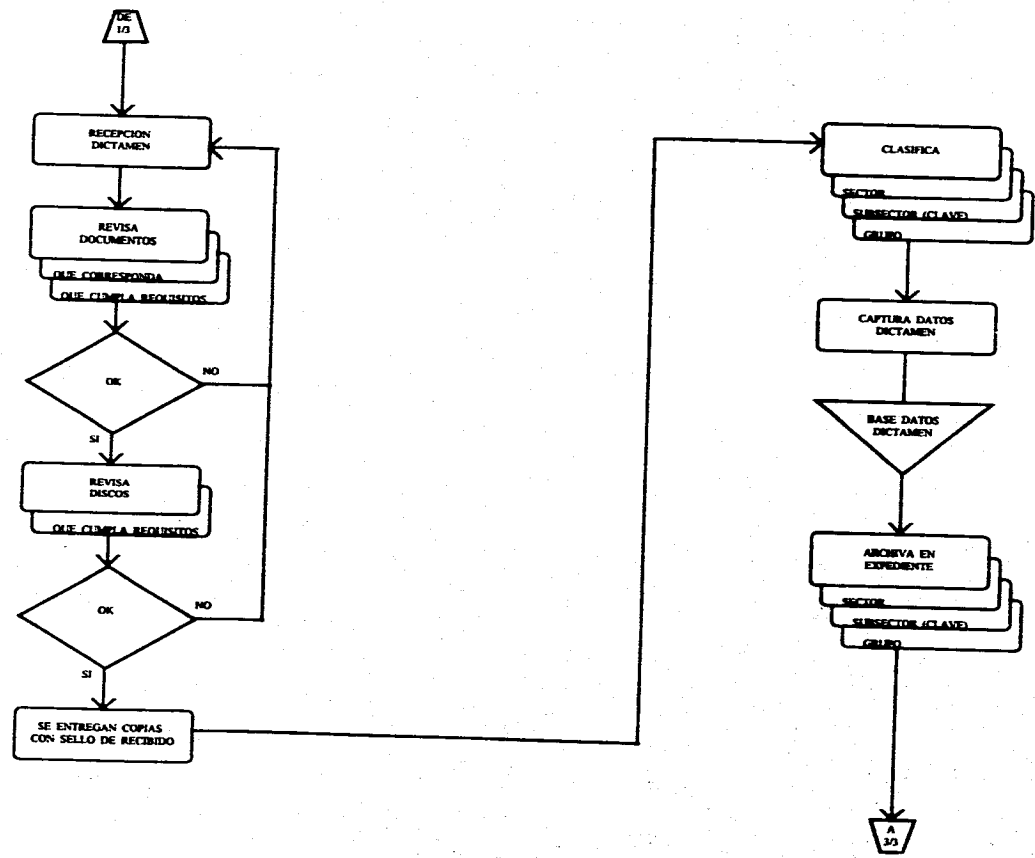 DE
1/3
RECEPCION
DICTAMEN
REVISA
DOCUMENTOS
QUE CORRESPONDA
QUE CUMPLA REQUISITOS
OK
NO
SI
REVISA
DISCOS
QUE CUMPLA REQUISITOS
OK
NO
SI
SE ENTREGAN COPIAS
CON SELLO DE RECIBIDO
CLASIFICA
SECTOR
SUBSECTOR (CLAVE)
GRUPO
CAPTURA DATOS
DICTAMEN
BASE DATOS
DICTAMEN
ARCHIVA EN
EXPEDIENTE
SECTOR
SUBSECTOR (CLAVE)
GRUPO
A
3/3